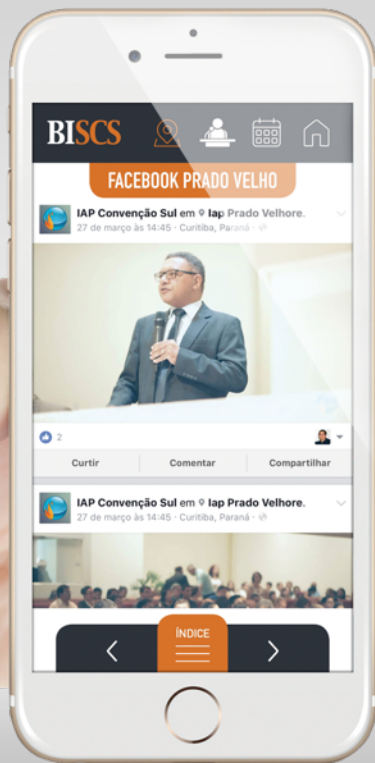 BISCS
FACEBOOK PRADO VELHO
IAP Convenção Sul em Iap Prado Velhore.
27 de março às 14:45 · Curitiba, Paraná ·
2
Curtir Comentar Compartilhar
IAP Convenção Sul em Iap Prado Velhore.
27 de março às 14:45 · Curitiba, Paraná ·
ÍNDICE